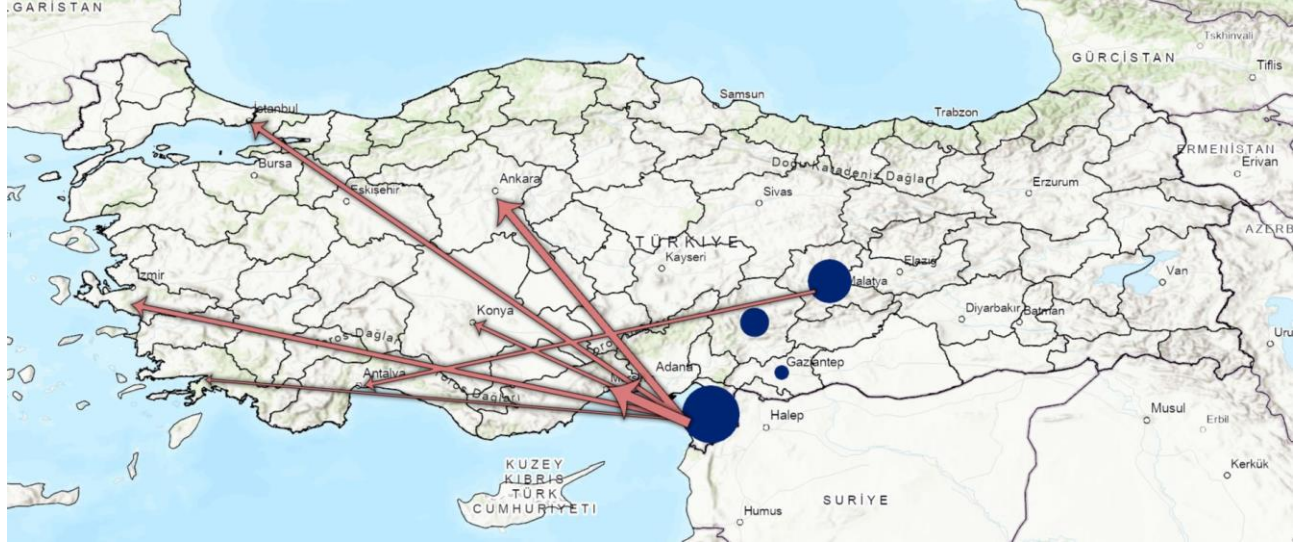 GARİSTAN
Tskhinvali
GÜRCİSTAN
Tiflis
İstanbul
Samsun
Trabzon
ERMENİSTAN
Erivan
Bursa
Doğu Karadeniz Dağları
Ankara
Eskişehir
Sivas
Erzurum
AZERB
TÜRKİYE
Kayseri
Elazığ
İzmir
Malatya
Van
Konya
Diyarbakır
Batman
Toros Dağları
Uru
Gaziantep
Adana
Antalya
Toros Dağları
Halep
Musul
Erbil
KUZEY
KIBRIS
TÜRK
CUMHURİYETİ
Kerkük
SURİYE
Humus